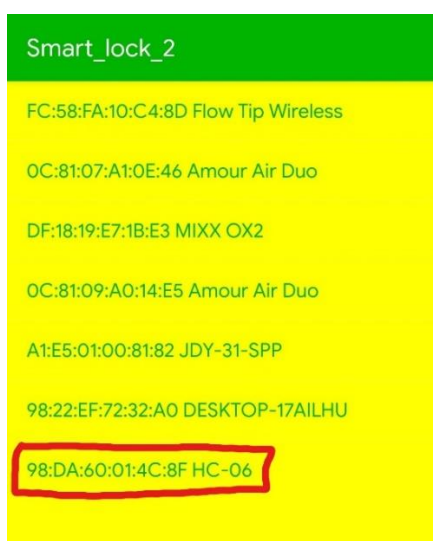 Smart_lock_2
FC:58:FA:10:C4:8D Flow Tip Wireless
0C:81:07:A1:0E:46 Amour Air Duo
DF:18:19:E7:1B:E3 MIXX OX2
0C:81:09:A0:14:E5 Amour Air Duo
A1:E5:01:00:81:82 JDY-31-SPP
98:22:EF:72:32:A0 DESKTOP-17AILHU
98:DA:60:01:4C:8F HC-06